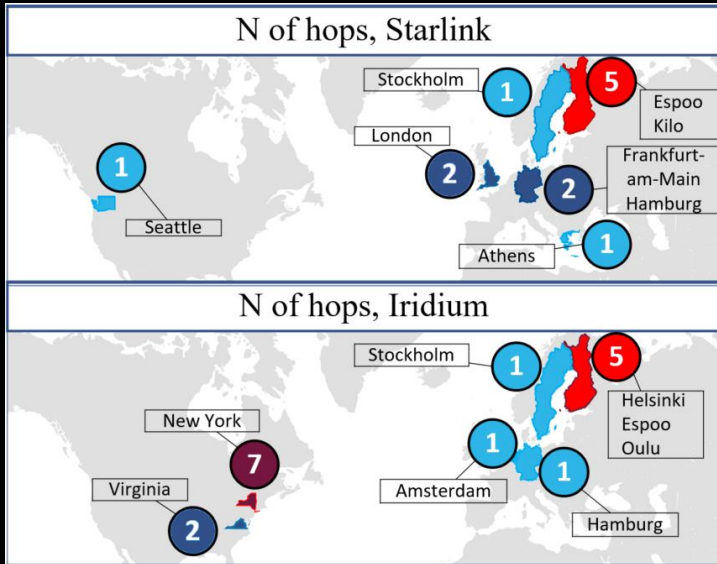 N of hops, Starlink
Stockholm
1
5
Espoo
Kilo
London
2
2
Frankfurt-
am-Main
Hamburg
1
Seattle
Athens
1
N of hops, Iridium
Stockholm
1
5
Helsinki
Espoo
Oulu
New York
7
1
Amsterdam
1
Hamburg
Virginia
2